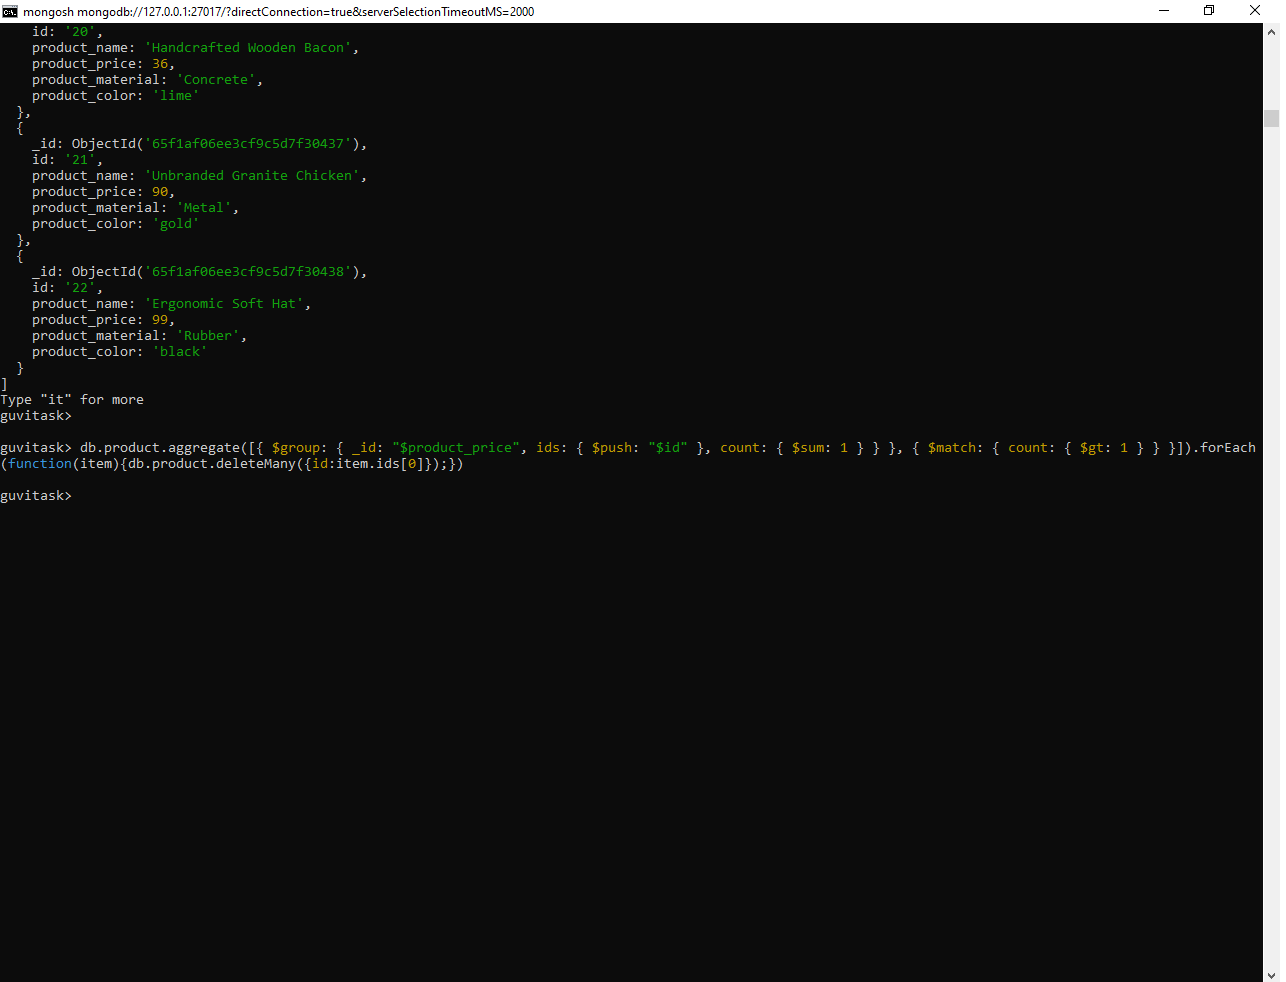 mongosh mongodb://127.0.0.1:27017/?directConnection=true&serverSelectionTimeoutMS=2000
    id: '20',
    product_name: 'Handcrafted Wooden Bacon',
    product_price: 36,
    product_material: 'Concrete',
    product_color: 'lime'
  },
  {
    _id: ObjectId('65f1af06ee3cf9c5d7f30437'),
    id: '21',
    product_name: 'Unbranded Granite Chicken',
    product_price: 90,
    product_material: 'Metal',
    product_color: 'gold'
  },
  {
    _id: ObjectId('65f1af06ee3cf9c5d7f30438'),
    id: '22',
    product_name: 'Ergonomic Soft Hat',
    product_price: 99,
    product_material: 'Rubber',
    product_color: 'black'
  }
]
Type "it" for more
guvitask>
guvitask> db.product.aggregate([{ $group: { _id: "$product_price", ids: { $push: "$id" }, count: { $sum: 1 } } }, { $match: { count: { $gt: 1 } } }]).forEach
(function(item){db.product.deleteMany({id:item.ids[0]});})
guvitask>